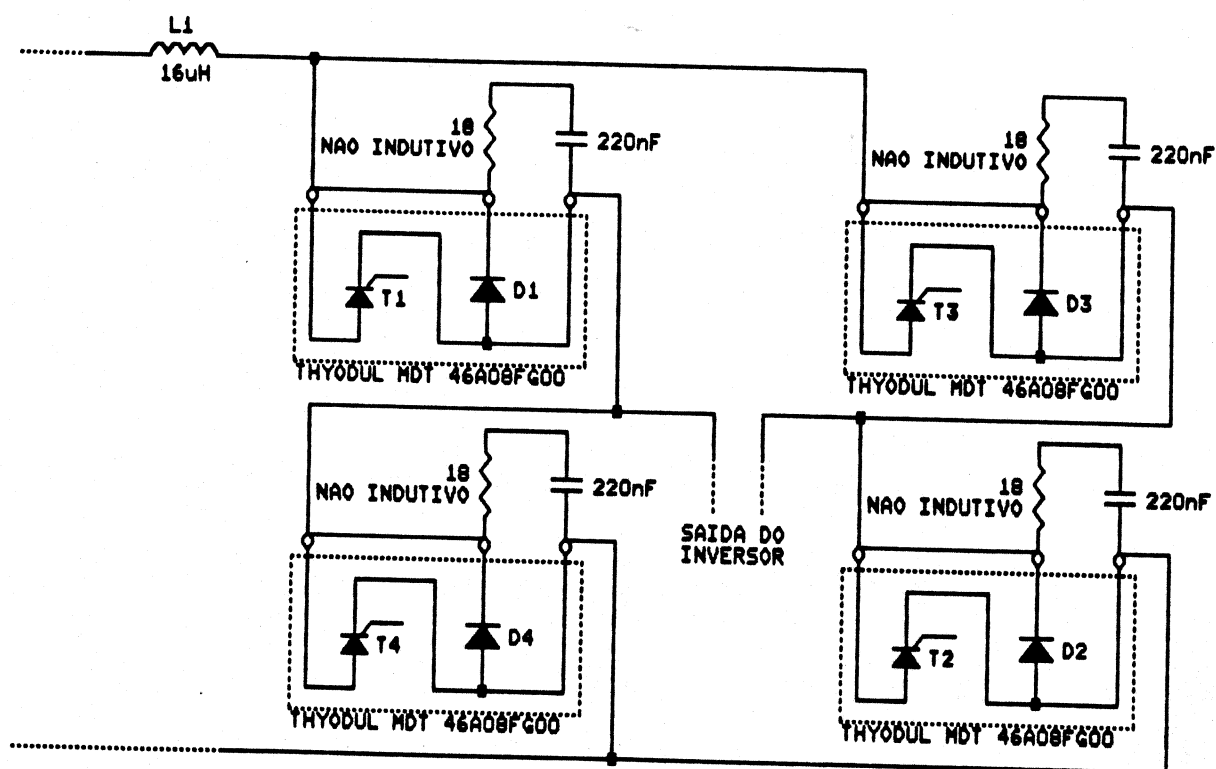 L1
16uH
18
NAO INDUTIVO
220nF
T1
D1
THYODUL MDT 46A08FG00
18
NAO INDUTIVO
220nF
T3
D3
THYODUL MDT 46A08FG00
18
NAO INDUTIVO
220nF
T4
D4
THYODUL MDT 46A08FG00
SAIDA DO
INVERSOR
18
NAO INDUTIVO
220nF
T2
D2
THYODUL MDT 46A08FG00